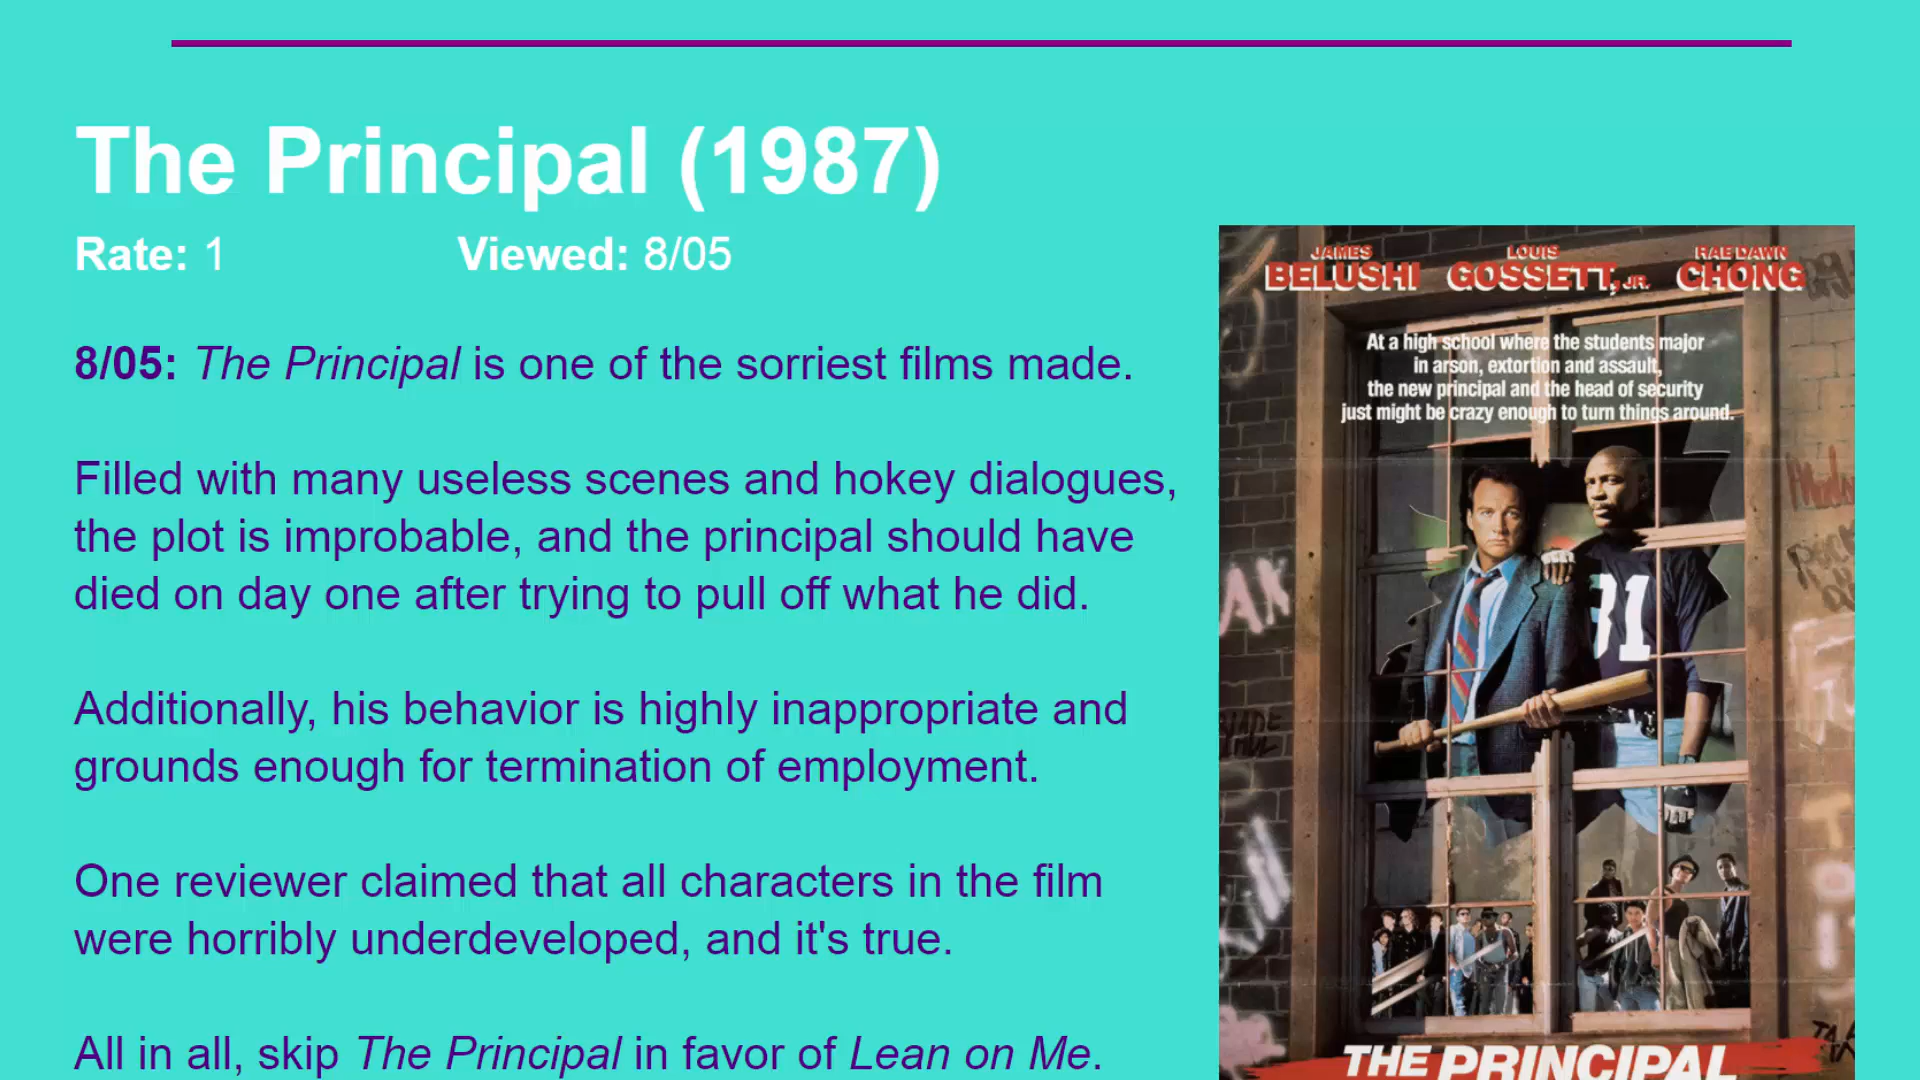 The Principal (1987)
Rate: 1 Viewed: 8/05
8/05: The Principal is one of the sorriest films made.
Filled with many useless scenes and hokey dialogues,
the plot is improbable, and the principal should have
died on day one after trying to pull off what he did.
Additionally, his behavior is highly inappropriate and
grounds enough for termination of employment.
One reviewer claimed that all characters in the film
were horribly underdeveloped, and it's true.
All in all, skip The Principal in favor of Lean on Me.
JAMES BELUSHI LOUIS GOSSETT, JR. RAE DAWN CHONG
At a high school where the students major
in arson, extortion and assault,
the new principal and the head of security
just might be crazy enough to turn things around.
31
THE PRINCIPAL